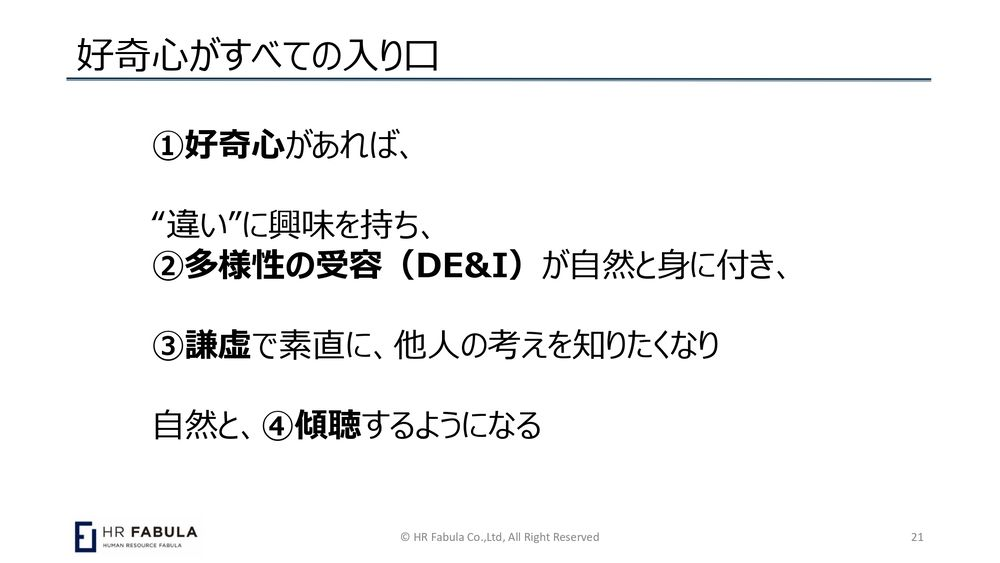 好奇心がすべての入り口
①好奇心があれば、
“違い”に興味を持ち、
②多様性の受容（DE&I）が自然と身に付き、
③謙虚で素直に、他人の考えを知りたくなり
自然と、④傾聴するようになる
HR FABULA
HUMAN RESOURCE FABULA
© HR Fabula Co.,Ltd, All Right Reserved
21